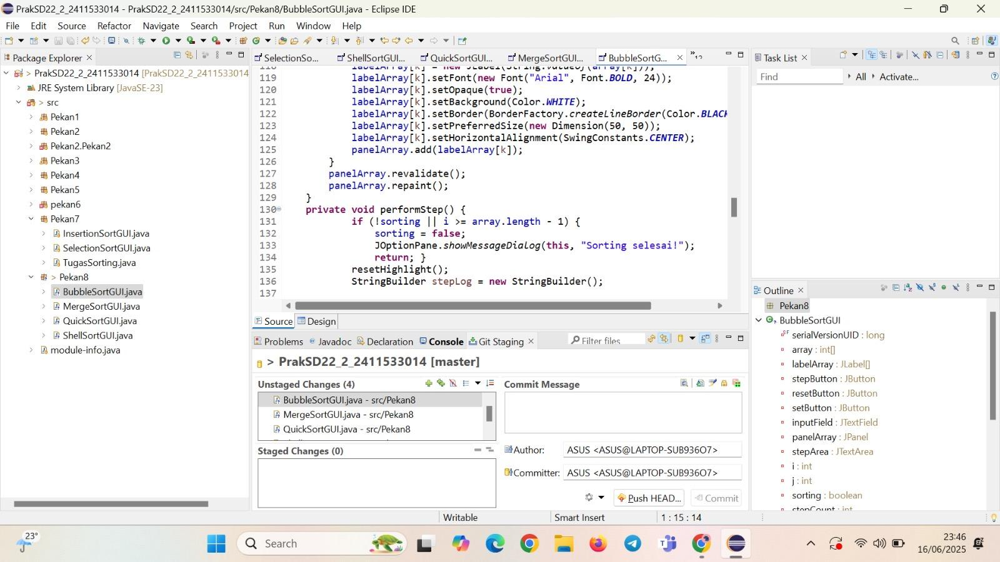 PrakSD22_2_2411533014 - PrakSD22_2_2411533014/src/Pekan8/BubbleSortGUI.java - Eclipse IDE
File Edit Source Refactor Navigate Search Project Run Window Help
Package Explorer
PrakSD22_2_2411533014 [PrakSD22_2_2411533014
JRE System Library [JavaSE-23]
> src
Pekan1
Pekan2
Pekan2.Pekan2
Pekan3
Pekan4
Pekan5
pekan6
Pekan7
InsertionSortGUI.java
SelectionSortGUI.java
TugasSorting.java
> Pekan8
BubbleSortGUI.java
MergeSortGUI.java
QuickSortGUI.java
ShellSortGUI.java
module-info.java
SelectionSo... ShellSortGUI... QuickSortGUI... MergeSortGUI... BubbleSortG... »12
118 labelArray[k] = new JLabel(String.valueOf(array[k]));
119 labelArray[k].setFont(new Font("Arial", Font.BOLD, 24));
120 labelArray[k].setOpaque(true);
121 labelArray[k].setBackground(Color.WHITE);
122 labelArray[k].setBorder(BorderFactory.createLineBorder(Color.BLACK
123 labelArray[k].setPreferredSize(new Dimension(50, 50));
124 labelArray[k].setHorizontalAlignment(SwingConstants.CENTER);
125 panelArray.add(labelArray[k]);
126 }
127 panelArray.revalidate();
128 panelArray.repaint();
129 }
130 private void performStep() {
131 if (!sorting || i >= array.length - 1) {
132 sorting = false;
133 JOptionPane.showMessageDialog(this, "Sorting selesai!");
134 return; }
135 resetHighlight();
136 StringBuilder stepLog = new StringBuilder();
137
Source Design
Problems Javadoc Declaration Console Git Staging Filter files
> PrakSD22_2_2411533014 [master]
Unstaged Changes (4)
BubbleSortGUI.java - src/Pekan8
MergeSortGUI.java - src/Pekan8
QuickSortGUI.java - src/Pekan8
Staged Changes (0)
Commit Message
Author: ASUS <ASUS@LAPTOP-SUB936O7>
Committer: ASUS <ASUS@LAPTOP-SUB936O7>
Push HEAD... Commit
Task List
Find All Activate...
Outline
Pekan8
BubbleSortGUI
serialVersionUID : long
array : int[]
labelArray : JLabel[]
stepButton : JButton
resetButton : JButton
setButton : JButton
inputField : JTextField
panelArray : JPanel
stepArea : JTextArea
i : int
j : int
sorting : boolean
stepCount : int
Writable Smart Insert 1 : 15 : 14
23°
Search
23:46
16/06/2025